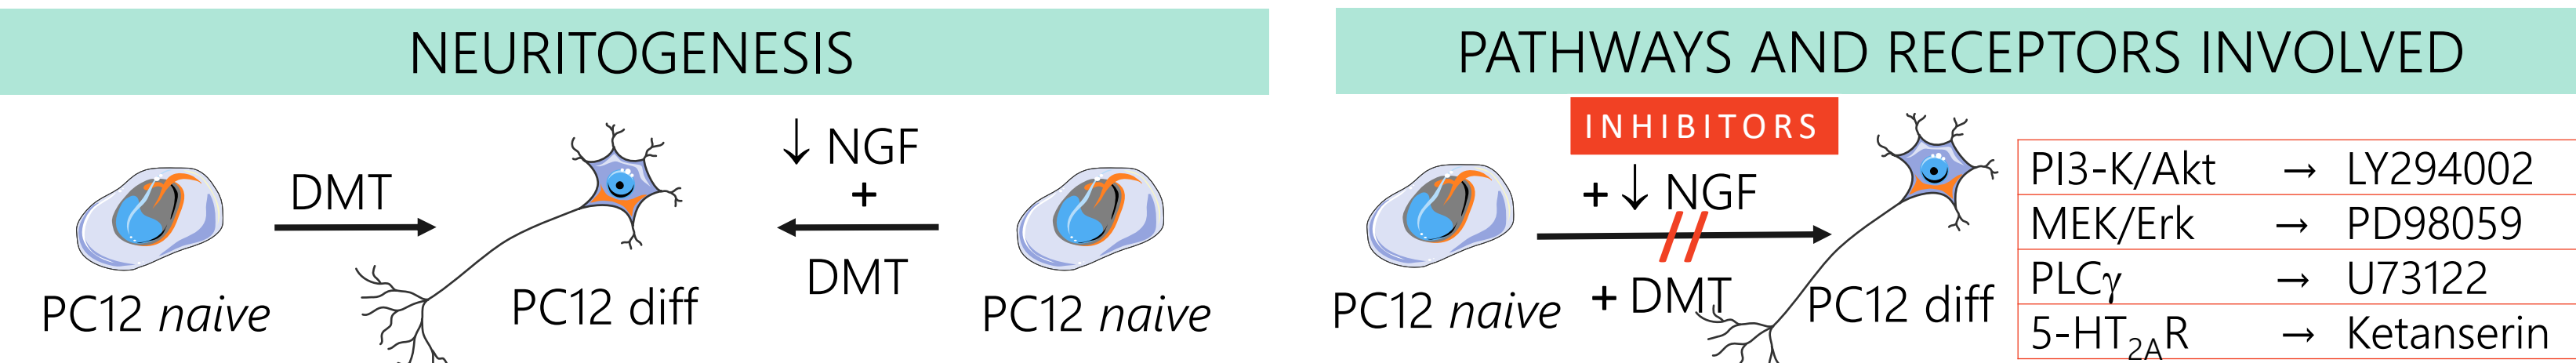 NEURITOGENESIS
PC12 naive
DMT
PC12 diff
↓ NGF
+
DMT
PC12 naive
PATHWAYS AND RECEPTORS INVOLVED
INHIBITORS
PC12 naive
+ ↓ NGF
+ DMT
PC12 diff
PI3-K/Akt → LY294002
MEK/Erk → PD98059
PLCγ → U73122
5-HT2AR → Ketanserin